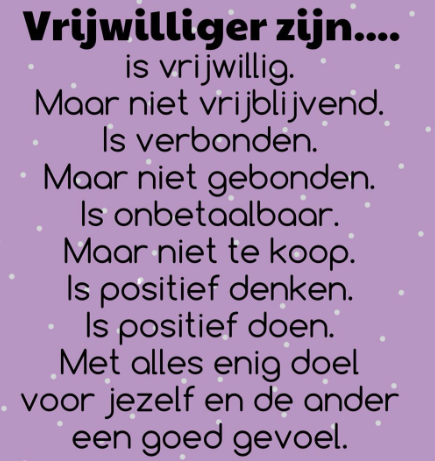 Vrijwilliger zijn....
is vrijwillig.
Maar niet vrijblijvend.
Is verbonden.
Maar niet gebonden.
Is onbetaalbaar.
Maar niet te koop.
Is positief denken.
Is positief doen.
Met alles enig doel
voor jezelf en de ander
een goed gevoel.